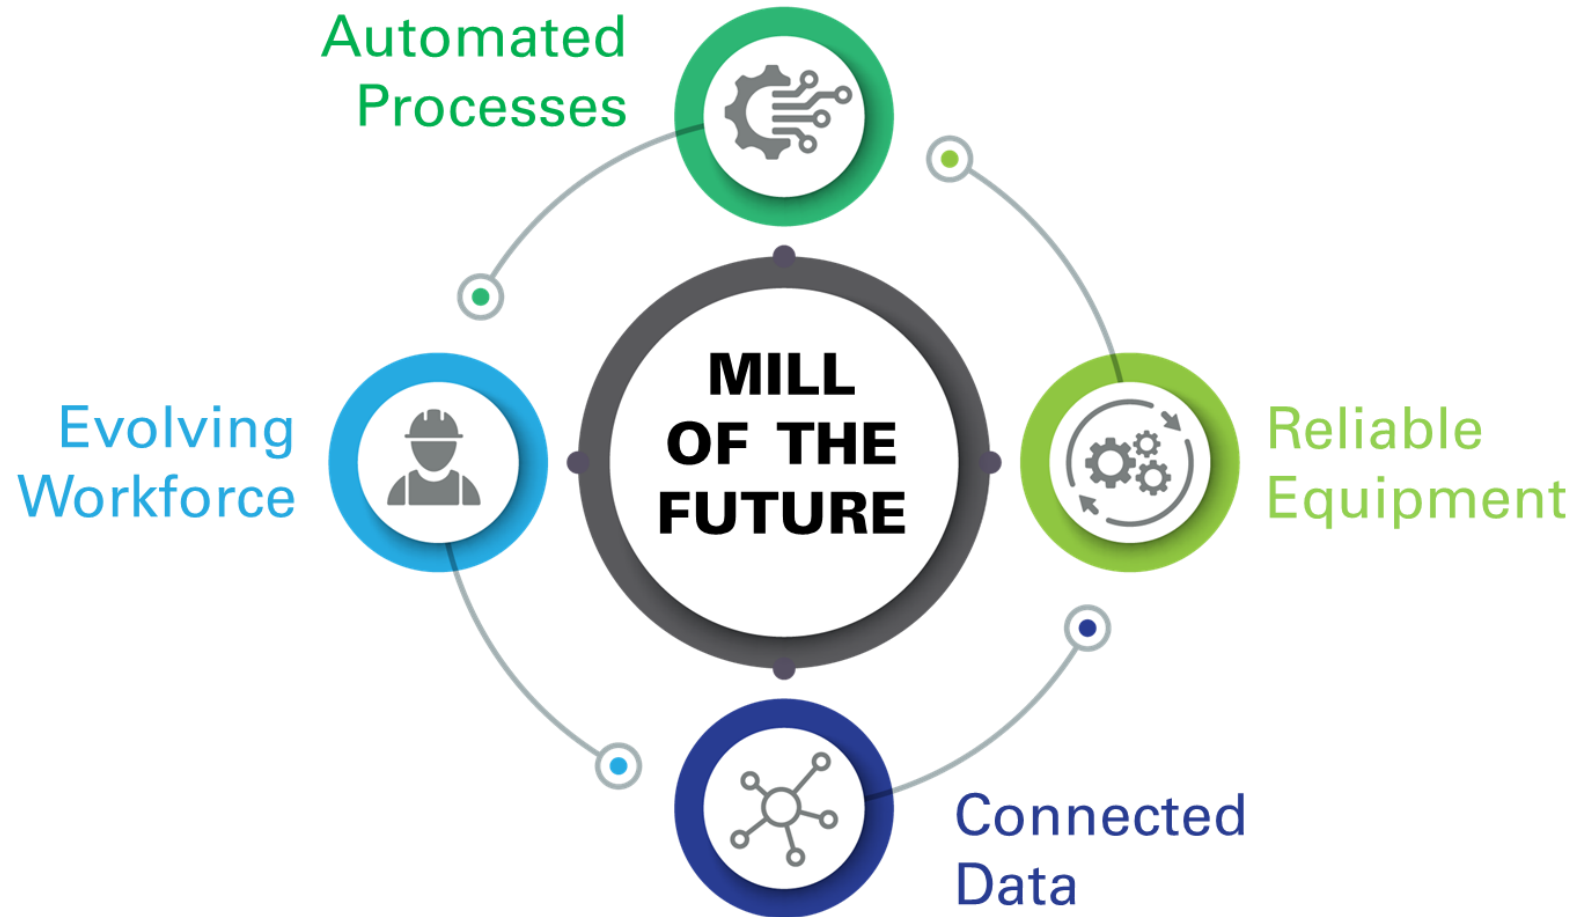 Automated
Processes
MILL
OF THE
FUTURE
Evolving
Workforce
Reliable
Equipment
Connected
Data